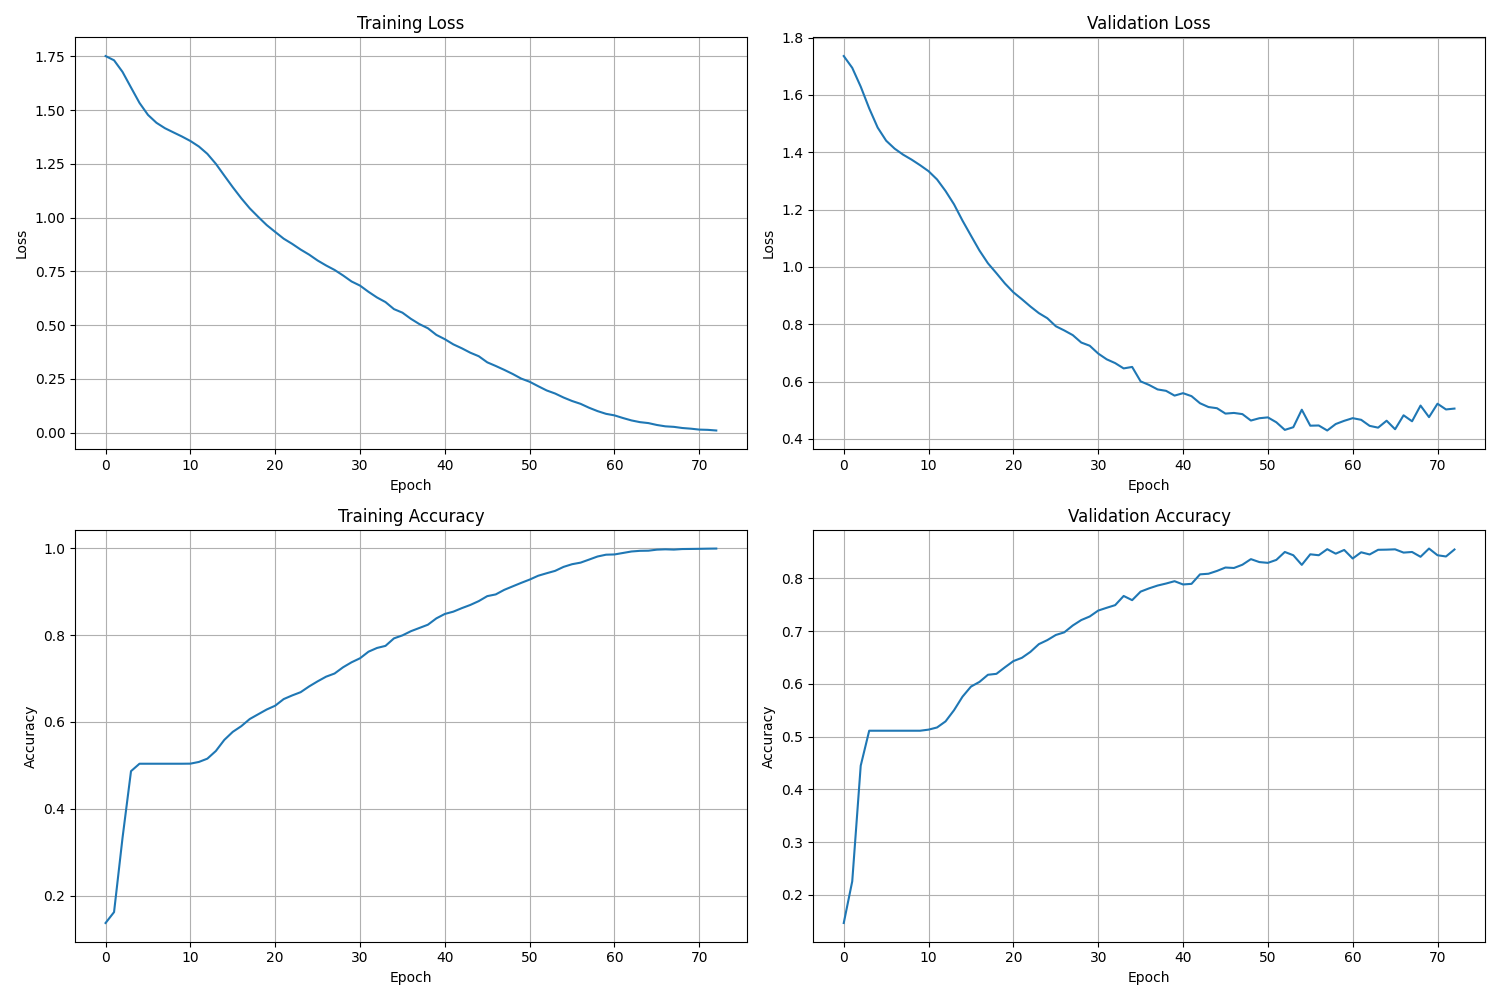 Training Loss
1.75
1.50
1.25
1.00
0.75
0.50
0.25
0.00
Loss
0 10 20 30 40 50 60 70
Epoch
Validation Loss
1.8
1.6
1.4
1.2
1.0
0.8
0.6
0.4
Loss
0 10 20 30 40 50 60 70
Epoch
Training Accuracy
1.0
0.8
0.6
0.4
0.2
Accuracy
0 10 20 30 40 50 60 70
Epoch
Validation Accuracy
0.8
0.7
0.6
0.5
0.4
0.3
0.2
Accuracy
0 10 20 30 40 50 60 70
Epoch